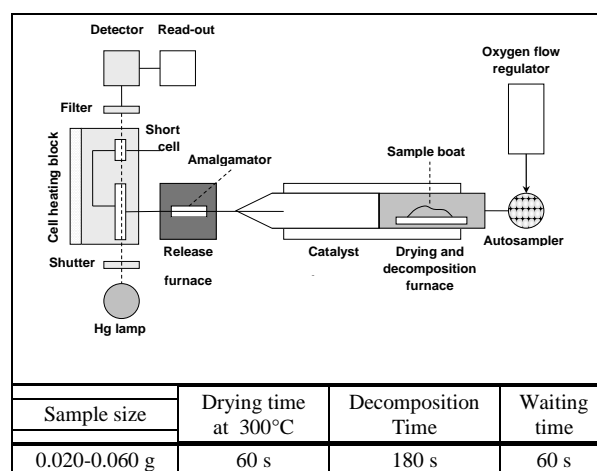 Detector Read-out
Oxygen flow
regulator
Filter
Short
cell
Cell heating block
Amalgamator
Sample boat
Shutter
Release
furnace
Catalyst
Drying and
decomposition
furnace
Autosampler
Hg lamp
Sample size
Drying time
at 300°C
Decomposition
Time
Waiting
time
0.020-0.060 g 60 s 180 s 60 s